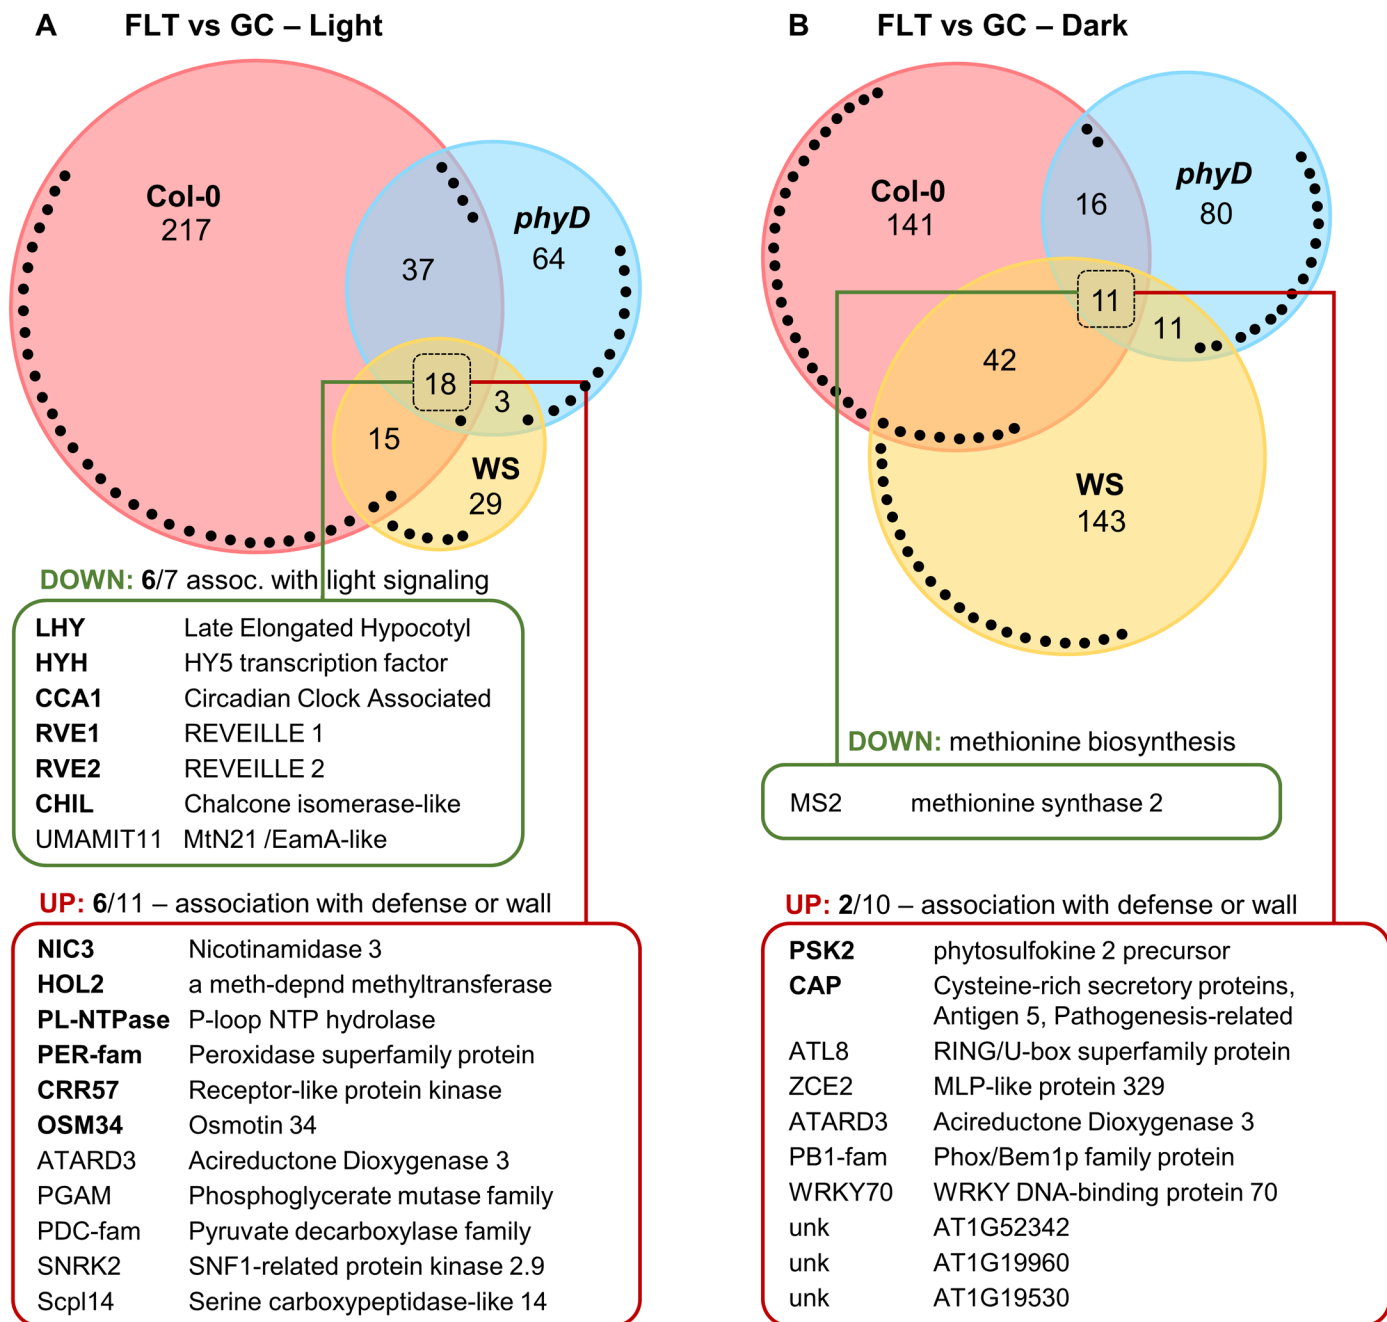 A FLT vs GC – Light
Col-0
217
37
phyD
64
18
3
15
WS
29
DOWN: 6/7 assoc. with light signaling
LHY Late Elongated Hypocotyl
HYH HY5 transcription factor
CCA1 Circadian Clock Associated
RVE1 REVEILLE 1
RVE2 REVEILLE 2
CHIL Chalcone isomerase-like
UMAMIT11 MtN21 /EamA-like
UP: 6/11 – association with defense or wall
NIC3 Nicotinamidase 3
HOL2 a meth-depnd methyltransferase
PL-NTPase P-loop NTP hydrolase
PER-fam Peroxidase superfamily protein
CRR57 Receptor-like protein kinase
OSM34 Osmotin 34
ATARD3 Acireductone Dioxygenase 3
PGAM Phosphoglycerate mutase family
PDC-fam Pyruvate decarboxylase family
SNRK2 SNF1-related protein kinase 2.9
Scpl14 Serine carboxypeptidase-like 14
B FLT vs GC – Dark
Col-0
141
16
phyD
80
11
11
42
WS
143
DOWN: methionine biosynthesis
MS2 methionine synthase 2
UP: 2/10 – association with defense or wall
PSK2 phytosulfokine 2 precursor
CAP Cysteine-rich secretory proteins,
Antigen 5, Pathogenesis-related
ATL8 RING/U-box superfamily protein
ZCE2 MLP-like protein 329
ATARD3 Acireductone Dioxygenase 3
PB1-fam Phox/Bem1p family protein
WRKY70 WRKY DNA-binding protein 70
unk AT1G52342
unk AT1G19960
unk AT1G19530